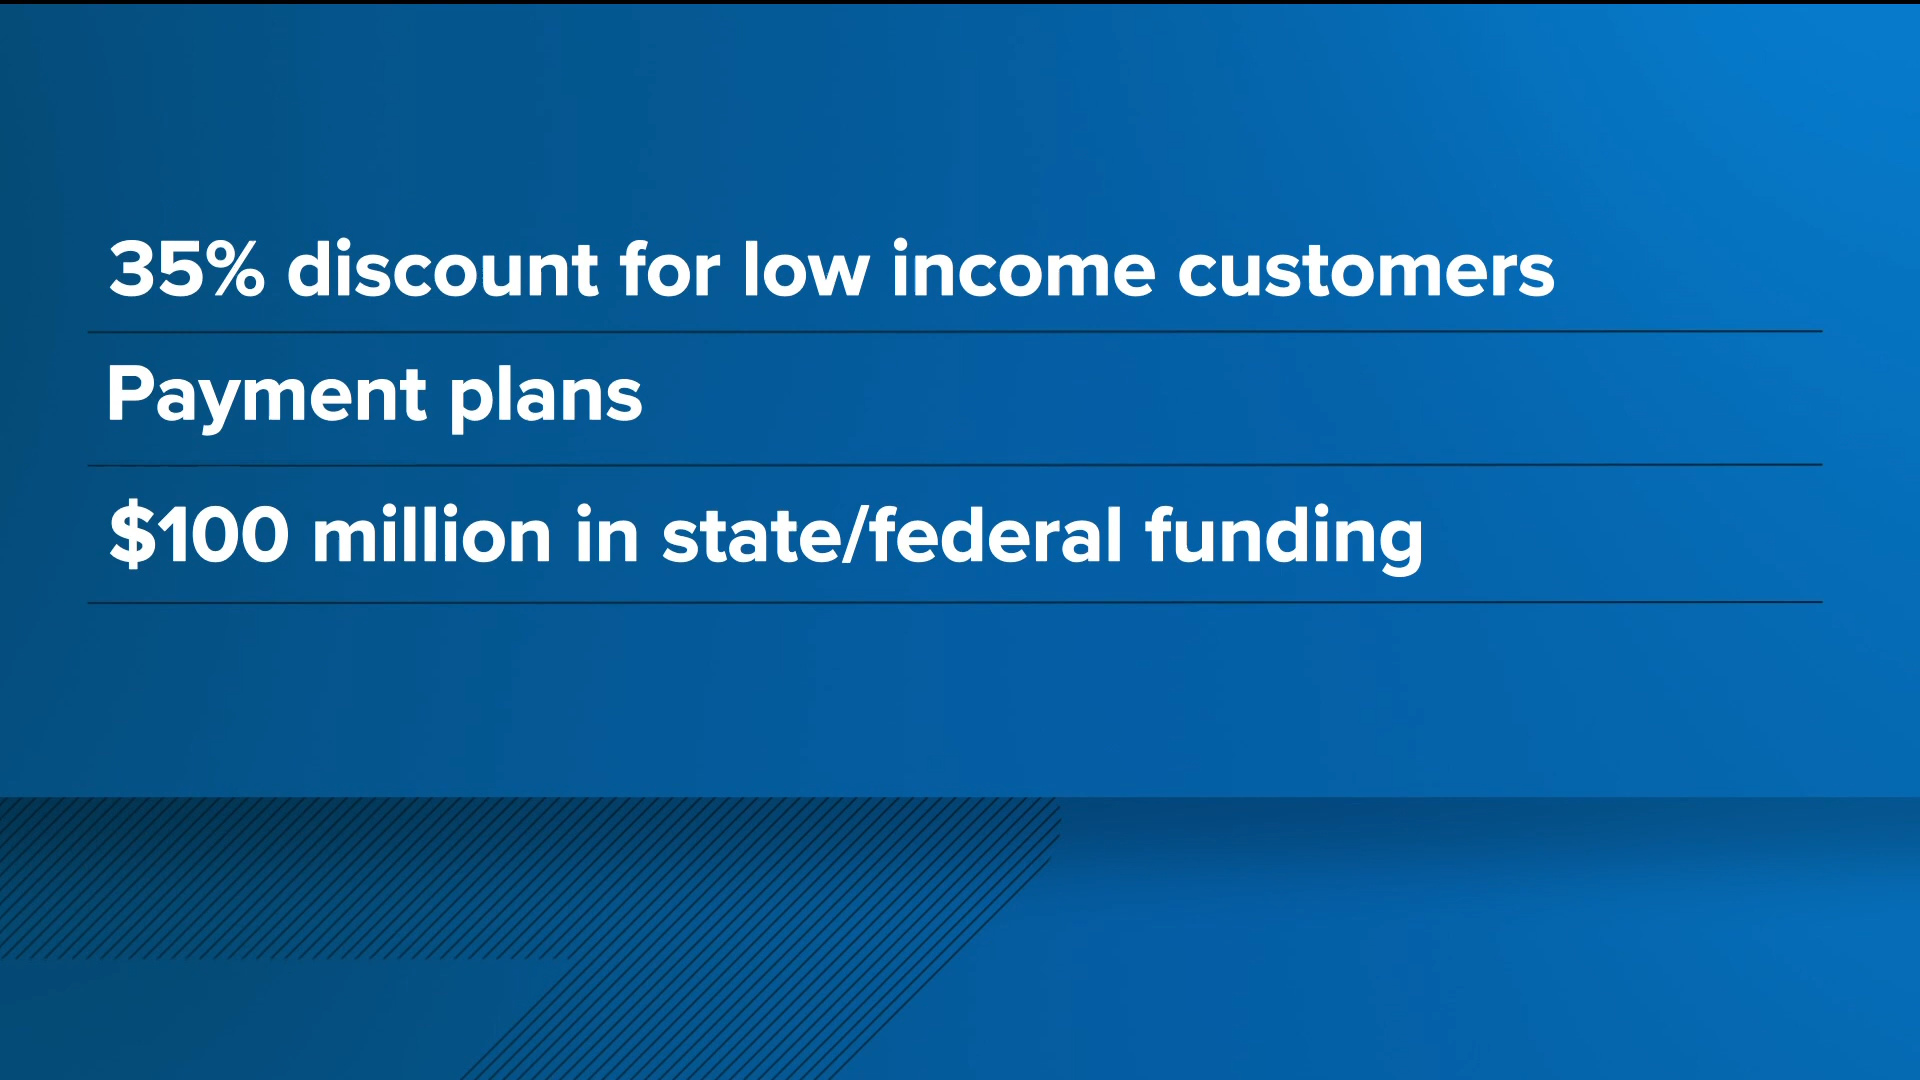 35% discount for low income customers
Payment plans
$100 million in state/federal funding